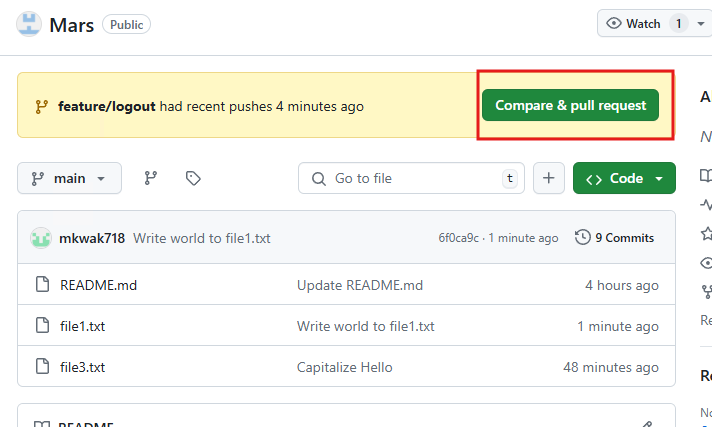 Mars Public Watch 1
feature/logout had recent pushes 4 minutes ago Compare & pull request
main Go to file t Code
mkwak718 Write world to file1.txt 6f0ca9c · 1 minute ago 9 Commits
README.md Update README.md 4 hours ago
file1.txt Write world to file1.txt 1 minute ago
file3.txt Capitalize Hello 48 minutes ago
README